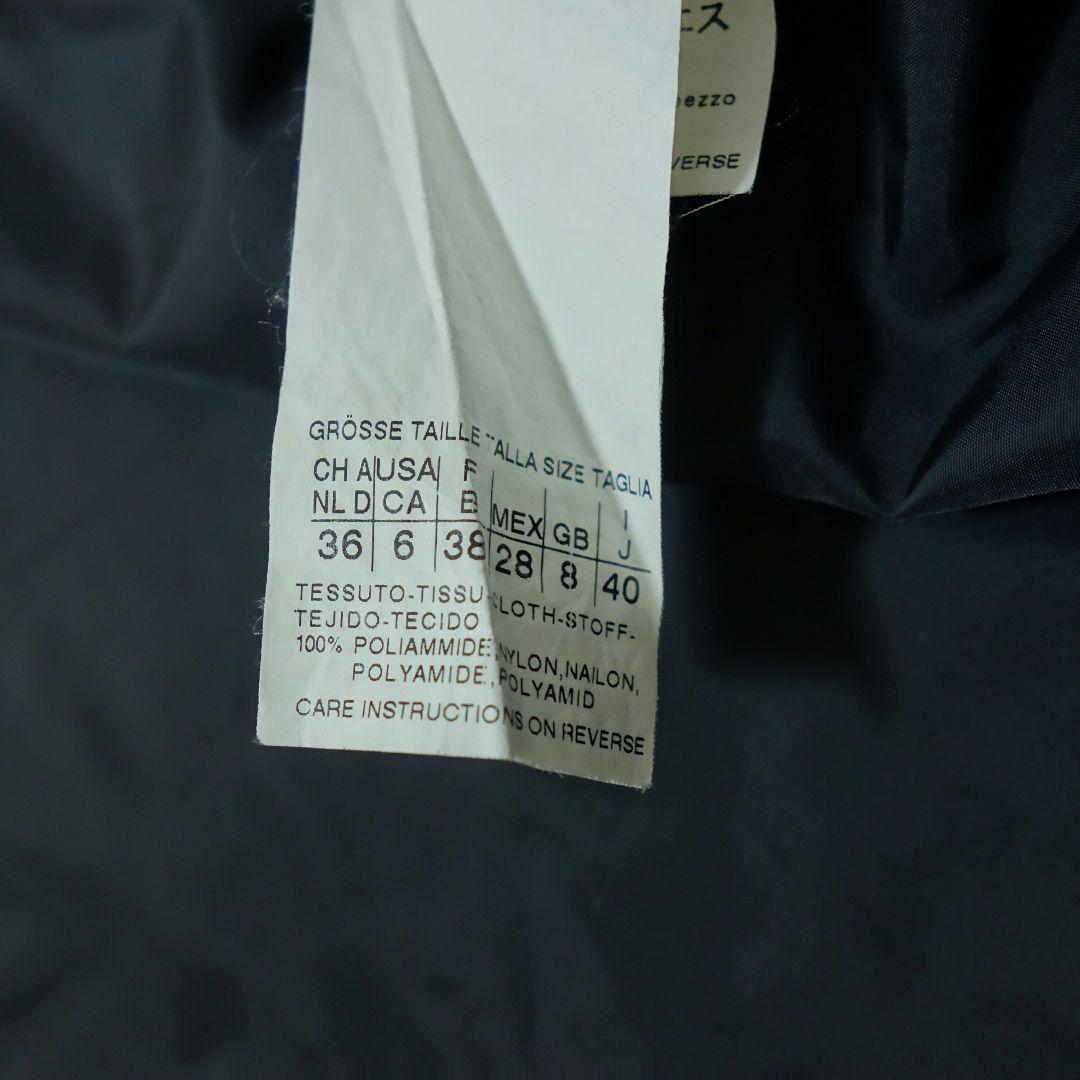 エス
pezzo
VERSE
GRÖSSE TAILLE TALLA SIZE TAGLIA
CH A USA F MEX GB I
NL D CA B J
36 6 38 28 8 40
TESSUTO-TISSU-CLOTH-STOFF-
TEJIDO-TECIDO
100% POLIAMMIDE,NYLON,NAILON,
POLYAMIDE,POLYAMID
CARE INSTRUCTIONS ON REVERSE